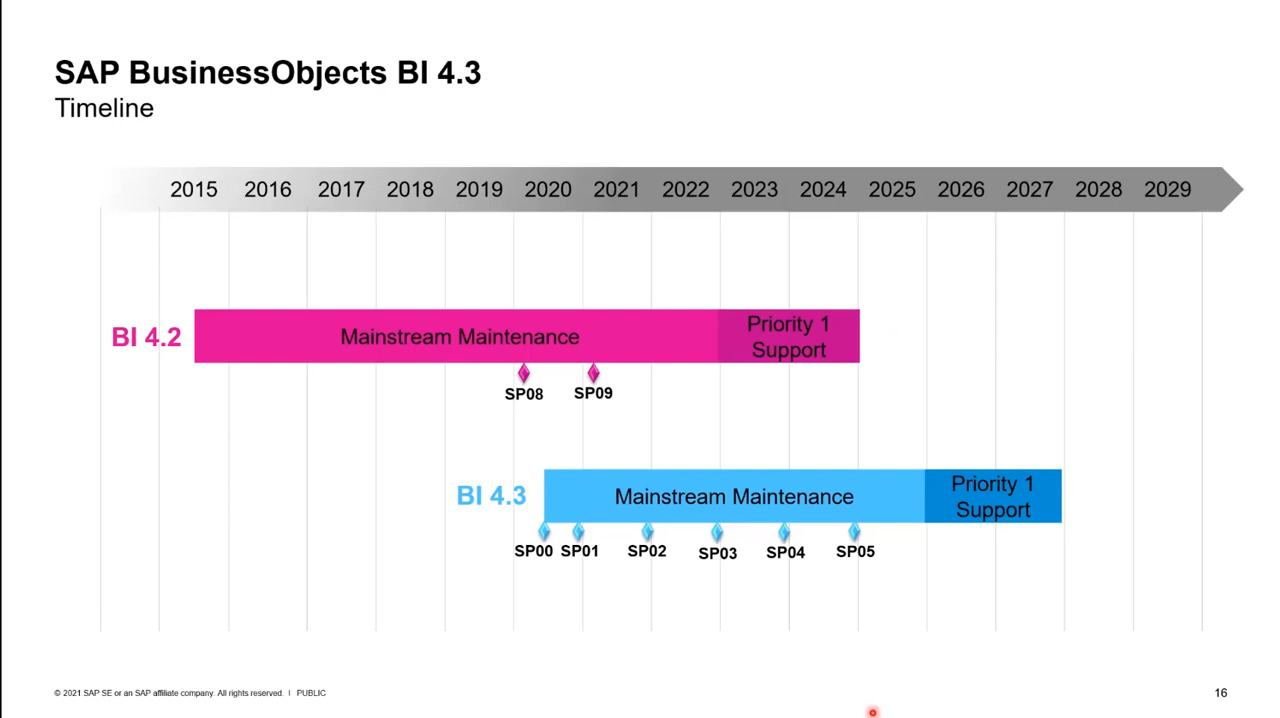 SAP BusinessObjects BI 4.3
Timeline
2015 2016 2017 2018 2019 2020 2021 2022 2023 2024 2025 2026 2027 2028 2029
BI 4.2
Mainstream Maintenance
Priority 1
Support
SP08 SP09
BI 4.3
Mainstream Maintenance
Priority 1
Support
SP00 SP01 SP02 SP03 SP04 SP05
© 2021 SAP SE or an SAP affiliate company. All rights reserved. I PUBLIC
16